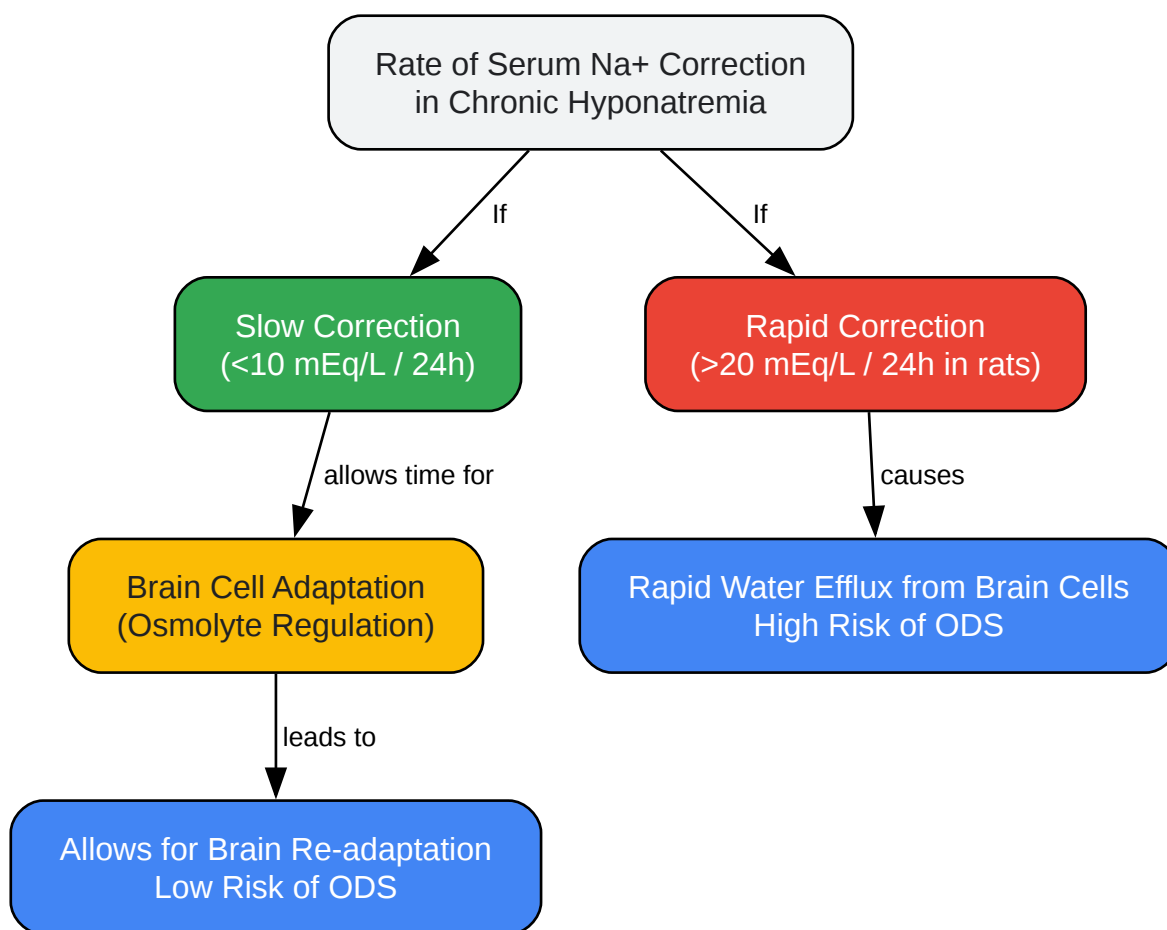 Rate of Serum Na+ Correction
in Chronic Hyponatremia
If
If
Slow Correction
(<10 mEq/L / 24h)
Rapid Correction
(>20 mEq/L / 24h in rats)
allows time for
causes
Brain Cell Adaptation
(Osmolyte Regulation)
Rapid Water Efflux from Brain Cells
High Risk of ODS
leads to
Allows for Brain Re-adaptation
Low Risk of ODS